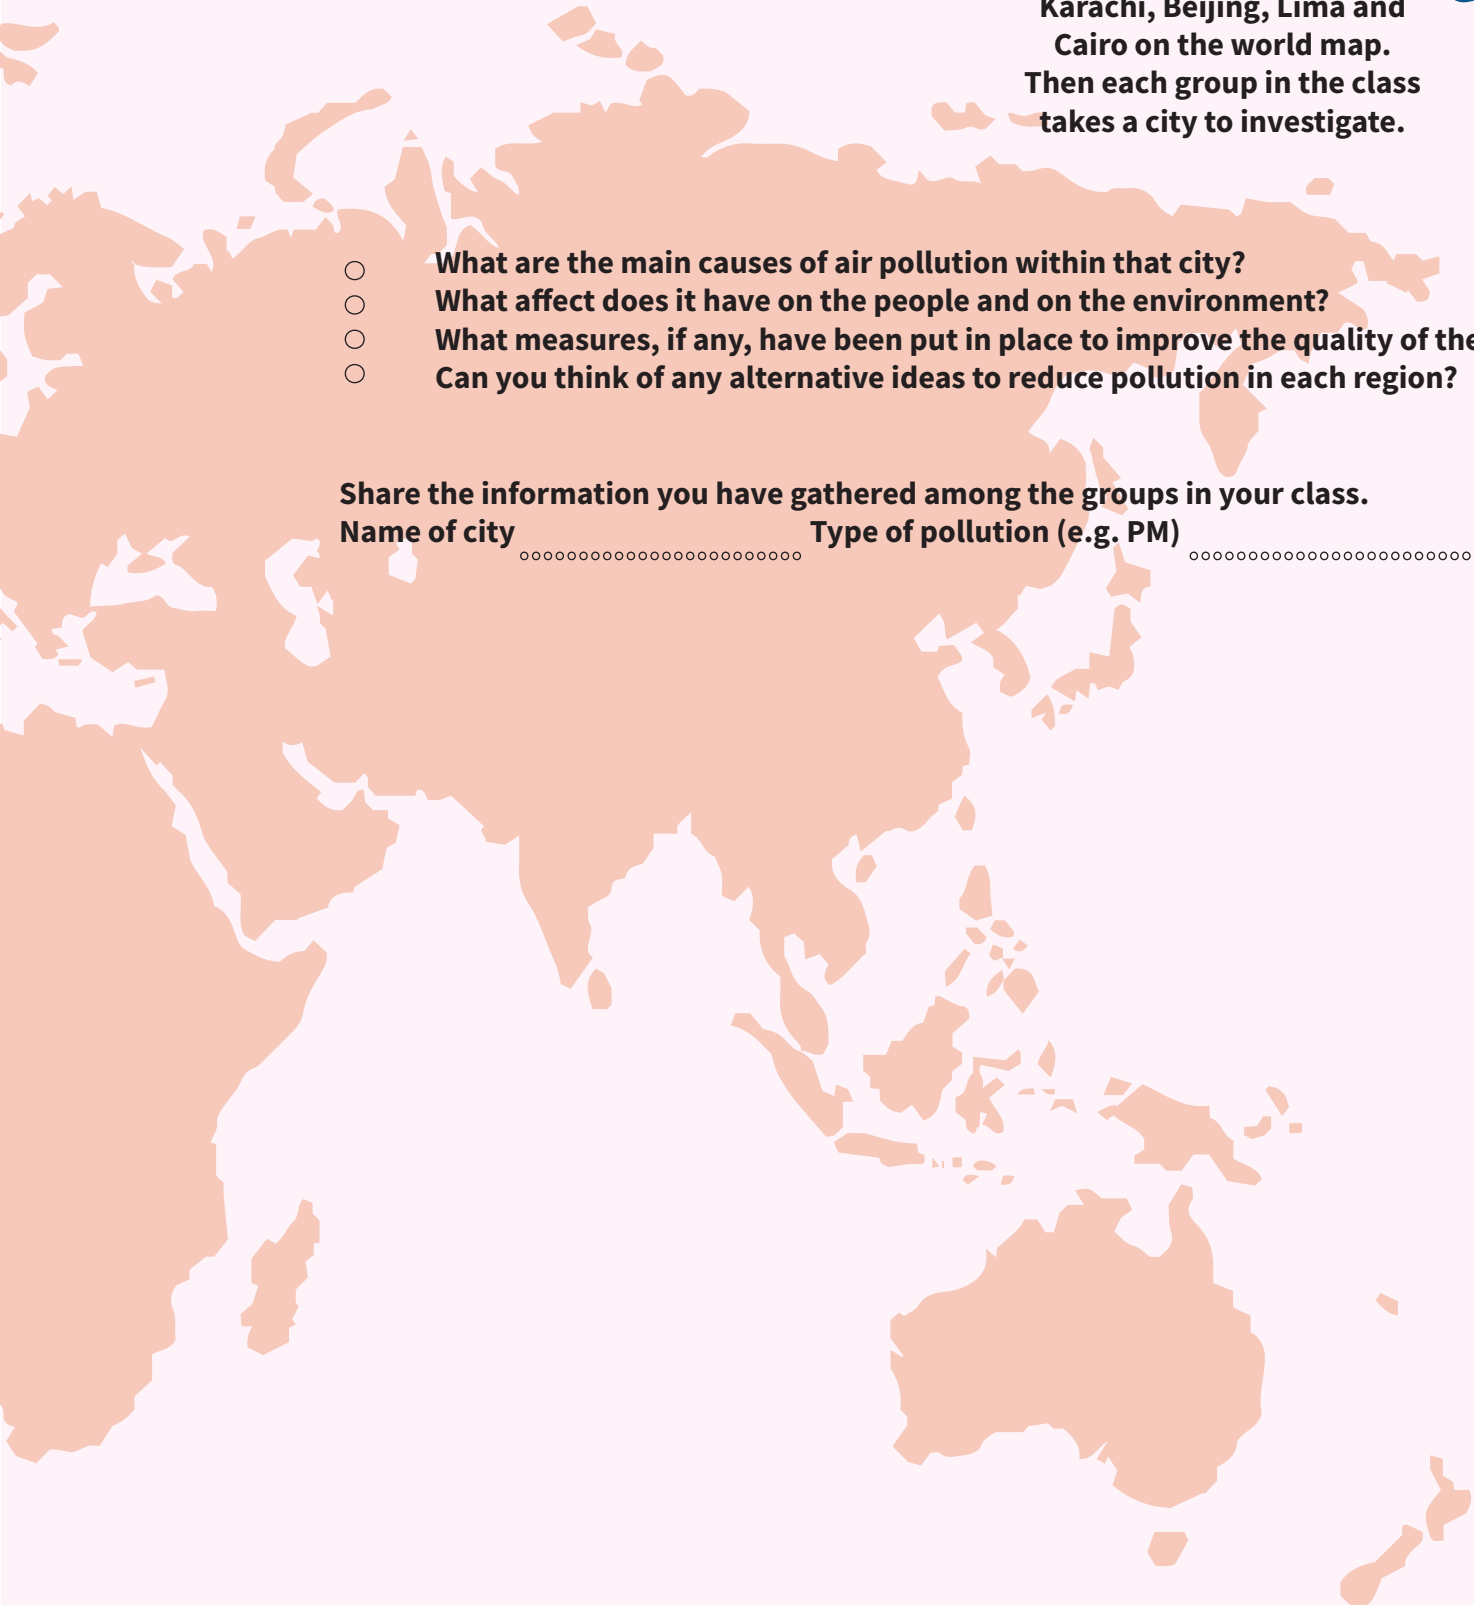 Karachi, Beijing, Lima and
Cairo on the world map.
Then each group in the class
takes a city to investigate.
What are the main causes of air pollution within that city?
What affect does it have on the people and on the environment?
What measures, if any, have been put in place to improve the quality of the
Can you think of any alternative ideas to reduce pollution in each region?
Share the information you have gathered among the groups in your class.
Name of city Type of pollution (e.g. PM)